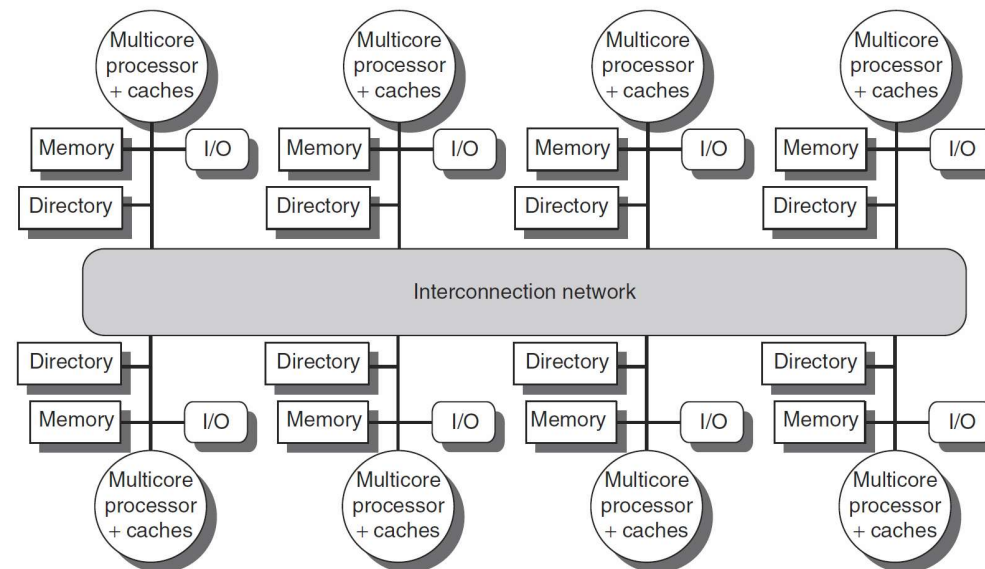 Multicore
processor
+ caches
Multicore
processor
+ caches
Multicore
processor
+ caches
Multicore
processor
+ caches
Memory
I/O
Memory
I/O
Memory
I/O
Memory
I/O
Directory
Directory
Directory
Directory
Interconnection network
Directory
Directory
Directory
Directory
Memory
I/O
Memory
I/O
Memory
I/O
Memory
I/O
Multicore
processor
+ caches
Multicore
processor
+ caches
Multicore
processor
+ caches
Multicore
processor
+ caches